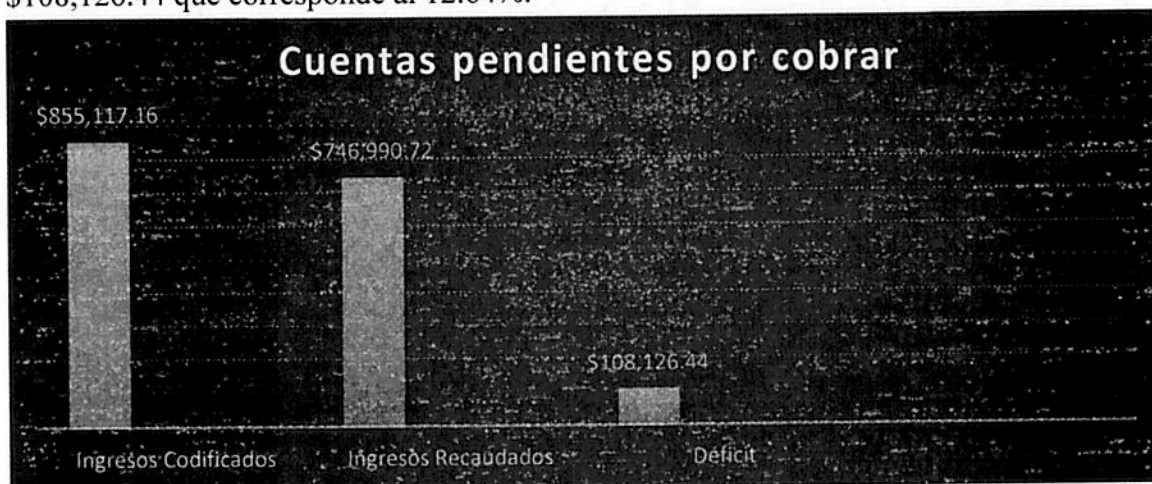 $108,126.44 que corresponde al 12.64%.
Cuentas pendientes por cobrar
$855,117.16
$746,990.72
$108,126.44
Ingresos Codificados
Ingresos Recaudados
Déficit